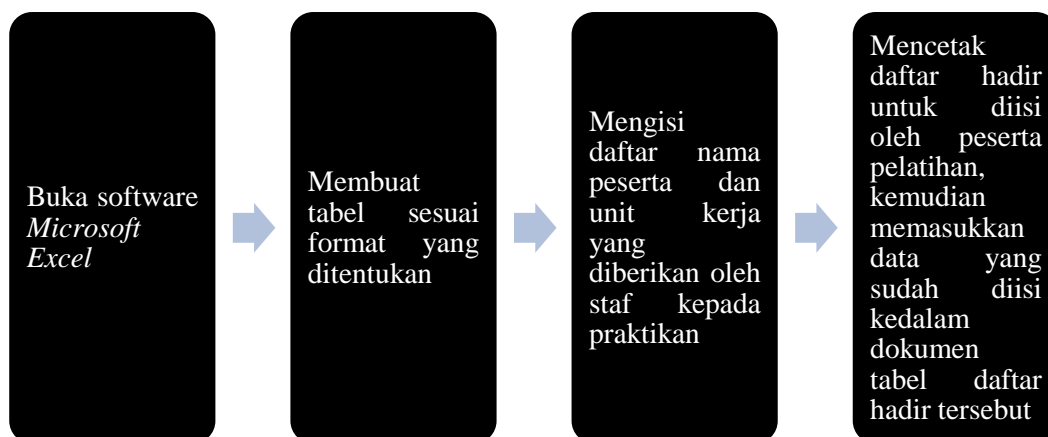 Buka software
Microsoft
Excel
Membuat
tabel sesuai
format yang
ditentukan
Mengisi
daftar nama
peserta dan
unit kerja
yang
diberikan oleh
staf kepada
praktikan
Mencetak
daftar hadir
untuk diisi
oleh peserta
pelatihan,
kemudian
memasukkan
data yang
sudah diisi
kedalam
dokumen
tabel daftar
hadir tersebut